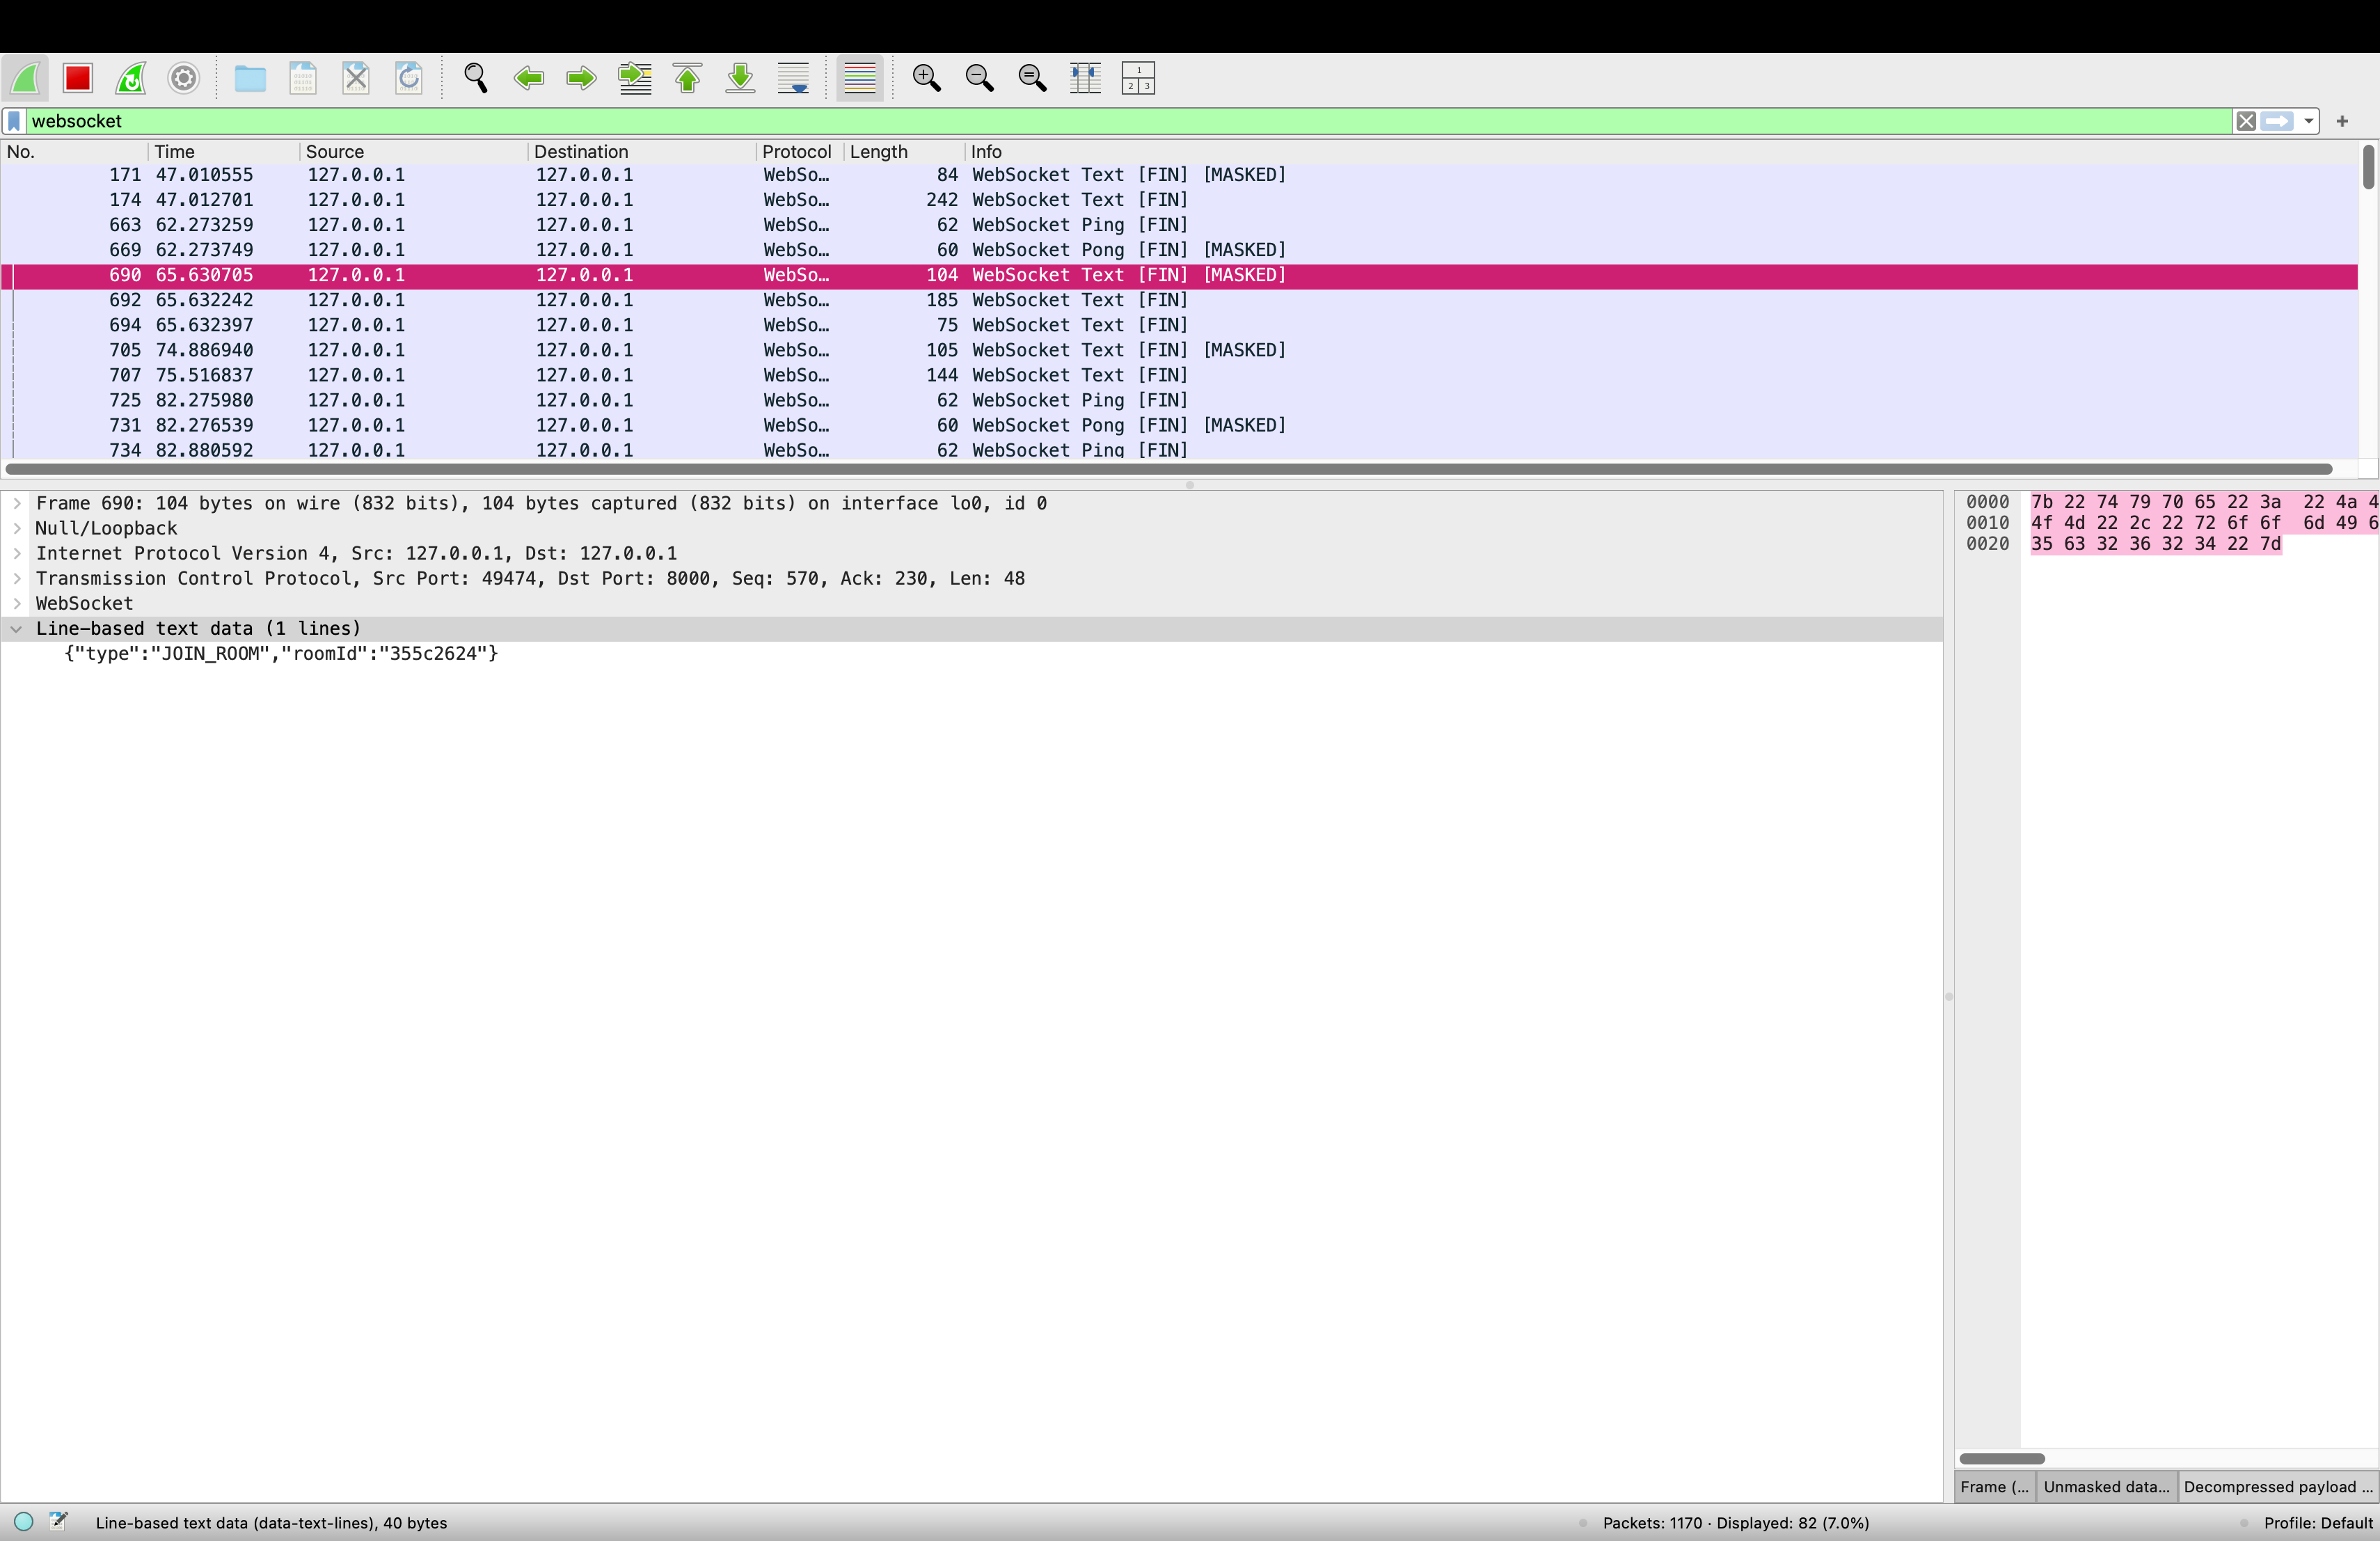 websocket
No. Time Source Destination Protocol Length Info
171 47.010555 127.0.0.1 127.0.0.1 WebSo… 84 WebSocket Text [FIN] [MASKED]
174 47.012701 127.0.0.1 127.0.0.1 WebSo… 242 WebSocket Text [FIN]
663 62.273259 127.0.0.1 127.0.0.1 WebSo… 62 WebSocket Ping [FIN]
669 62.273749 127.0.0.1 127.0.0.1 WebSo… 60 WebSocket Pong [FIN] [MASKED]
690 65.630705 127.0.0.1 127.0.0.1 WebSo… 104 WebSocket Text [FIN] [MASKED]
692 65.632242 127.0.0.1 127.0.0.1 WebSo… 185 WebSocket Text [FIN]
694 65.632397 127.0.0.1 127.0.0.1 WebSo… 75 WebSocket Text [FIN]
705 74.886940 127.0.0.1 127.0.0.1 WebSo… 105 WebSocket Text [FIN] [MASKED]
707 75.516837 127.0.0.1 127.0.0.1 WebSo… 144 WebSocket Text [FIN]
725 82.275980 127.0.0.1 127.0.0.1 WebSo… 62 WebSocket Ping [FIN]
731 82.276539 127.0.0.1 127.0.0.1 WebSo… 60 WebSocket Pong [FIN] [MASKED]
734 82.880592 127.0.0.1 127.0.0.1 WebSo… 62 WebSocket Ping [FIN]
Frame 690: 104 bytes on wire (832 bits), 104 bytes captured (832 bits) on interface lo0, id 0
Null/Loopback
Internet Protocol Version 4, Src: 127.0.0.1, Dst: 127.0.0.1
Transmission Control Protocol, Src Port: 49474, Dst Port: 8000, Seq: 570, Ack: 230, Len: 48
WebSocket
Line-based text data (1 lines)
{"type":"JOIN_ROOM","roomId":"355c2624"}
0000 7b 22 74 79 70 65 22 3a 22 4a 4
0010 4f 4d 22 2c 22 72 6f 6f 6d 49 6
0020 35 63 32 36 32 34 22 7d
Frame (… Unmasked data… Decompressed payload …
Line-based text data (data-text-lines), 40 bytes
Packets: 1170 · Displayed: 82 (7.0%)
Profile: Default